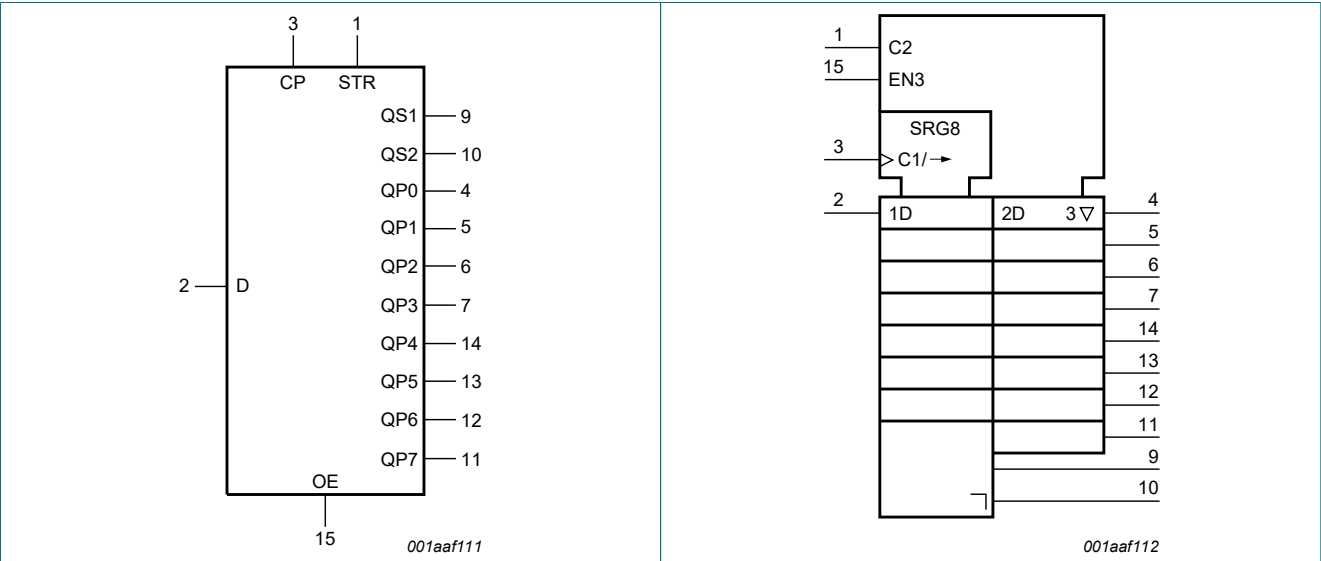 3 1
CP STR
QS1 9
QS2 10
QP0 4
QP1 5
QP2 6
QP3 7
2 D
QP4 14
QP5 13
QP6 12
QP7 11
OE
15
001aaf111
1 C2
15 EN3
SRG8
3 C1/→
2 1D 2D 3▽ 4
5
6
7
14
13
12
11
9
10
001aaf112